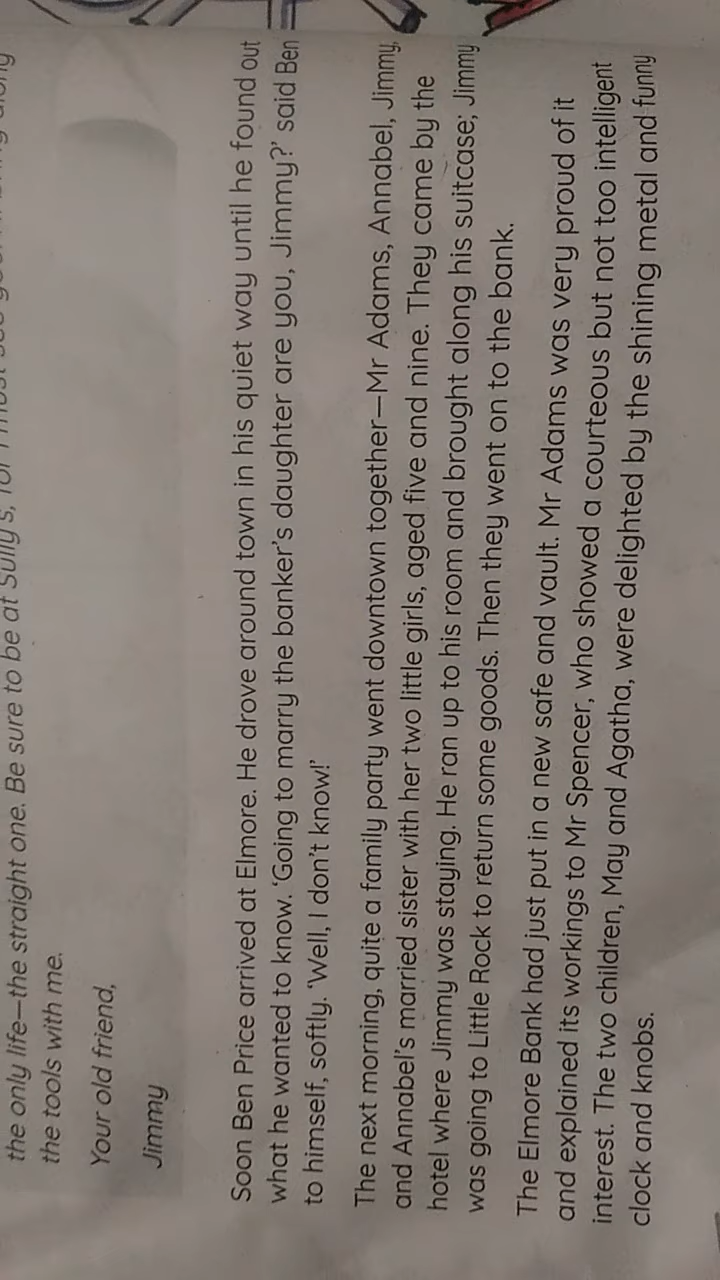 the only life—the straight one. Be sure to be at Sully's, for I must see you
the tools with me.
Your old friend,
Jimmy
Soon Ben Price arrived at Elmore. He drove around town in his quiet way until he found out
what he wanted to know. 'Going to marry the banker's daughter are you, Jimmy?' said Ben
to himself, softly. 'Well, I don't know!'
The next morning, quite a family party went downtown together—Mr Adams, Annabel, Jimmy,
and Annabel's married sister with her two little girls, aged five and nine. They came by the
hotel where Jimmy was staying. He ran up to his room and brought along his suitcase; Jimmy
was going to Little Rock to return some goods. Then they went on to the bank.
The Elmore Bank had just put in a new safe and vault. Mr Adams was very proud of it
and explained its workings to Mr Spencer, who showed a courteous but not too intelligent
interest. The two children, May and Agatha, were delighted by the shining metal and funny
clock and knobs.